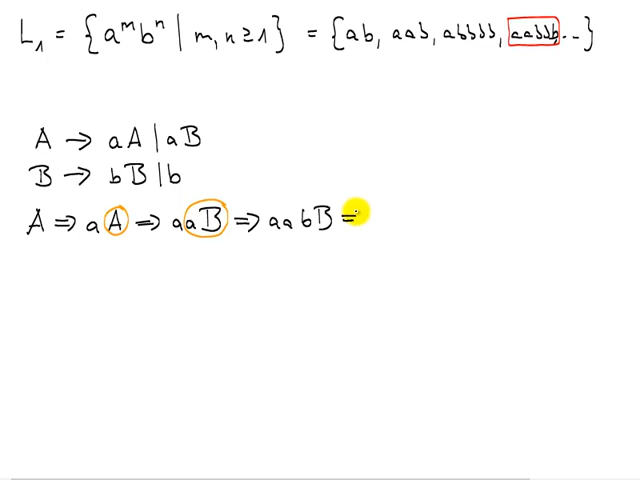 L₁ = { aᵐbⁿ | m, n ≥ 1 } = { ab, aab, abbbb, aabbb, ... }
A → aA | aB
B → bB | b
A ⇒ aA ⇒ aaB ⇒ aabB =